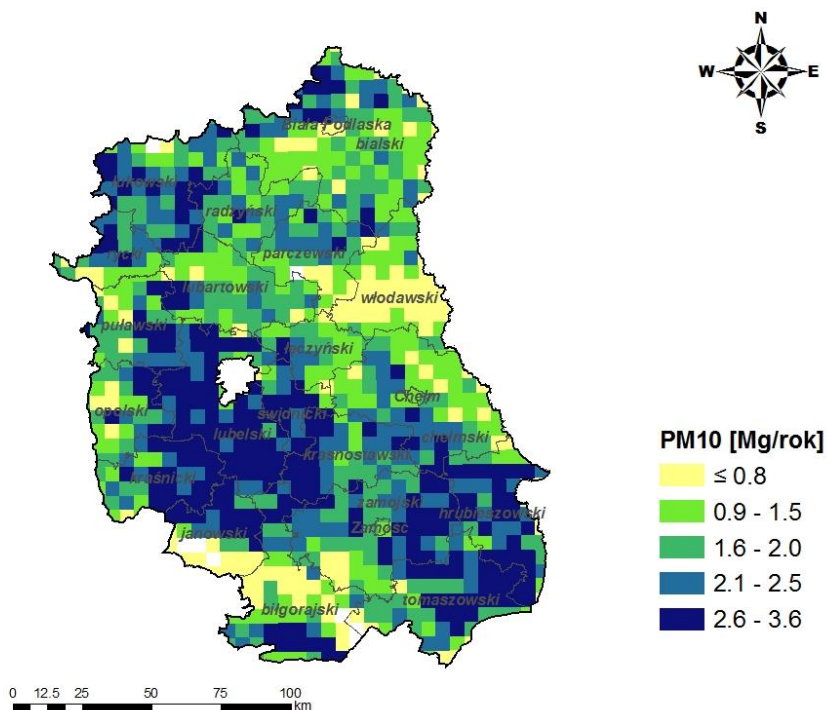 N
W E
S
Biała Podlaska
bialski
łukowski
radzyński
rycki
parczewski
lubartowski
włodawski
puławski
łęczyński
Chełm
opolski
świdnicki
lubelski
chełmski
krasnostawski
kraśnicki
zamojski
hrubieszowski
Zamość
janowski
tomaszowski
biłgorajski
PM10 [Mg/rok]
≤ 0.8
0.9 - 1.5
1.6 - 2.0
2.1 - 2.5
2.6 - 3.6
0 12.5 25 50 75 100
km